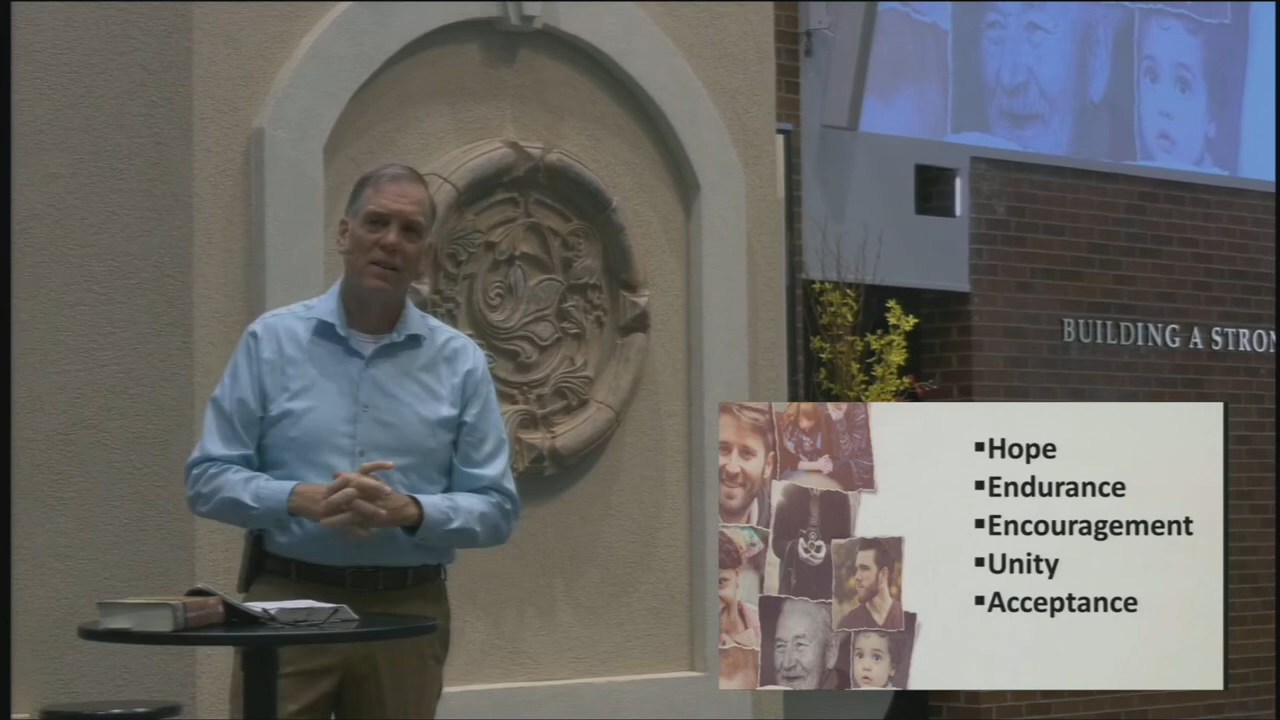 BUILDING A STRON
▪Hope
▪Endurance
▪Encouragement
▪Unity
▪Acceptance